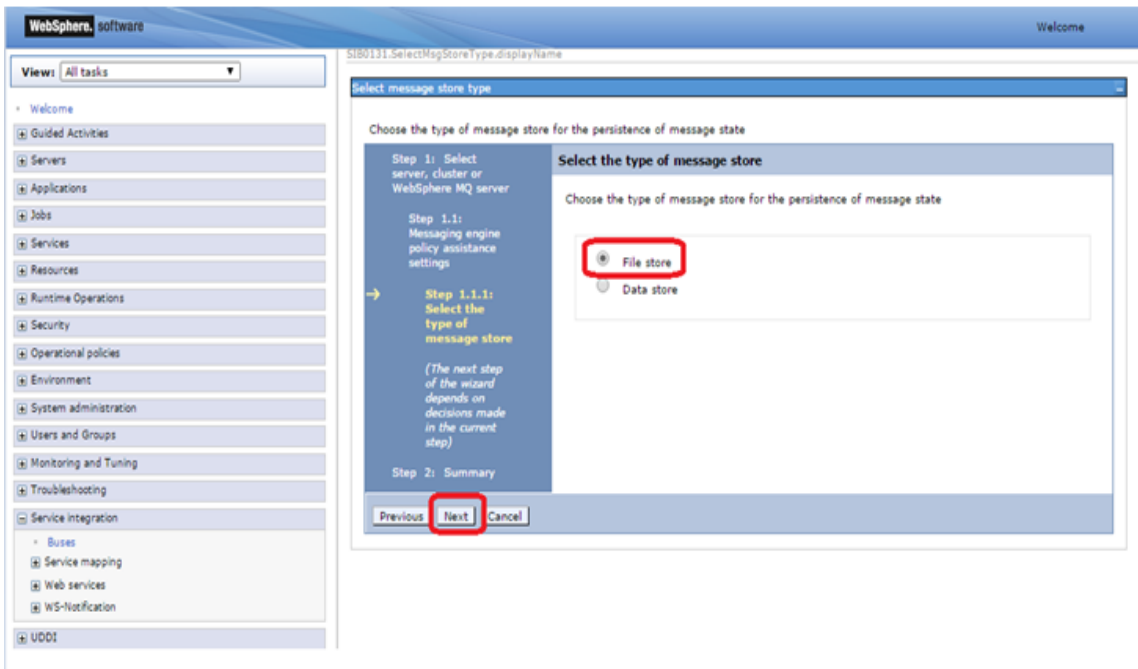 WebSphere. software
Welcome
View: All tasks
Welcome
Guided Activities
Servers
Applications
Jobs
Services
Resources
Runtime Operations
Security
Operational policies
Environment
System administration
Users and Groups
Monitoring and Tuning
Troubleshooting
Service integration
Buses
Service mapping
Web services
WS-Notification
UDDI
SIB0131.SelectMsgStoreType.displayName
Select message store type
Choose the type of message store for the persistence of message state
Step 1: Select
server, cluster or
WebSphere MQ server
Step 1.1:
Messaging engine
policy assistance
settings
Step 1.1.1:
Select the
type of
message store
(The next step
of the wizard
depends on
decisions made
in the current
step)
Step 2: Summary
Select the type of message store
Choose the type of message store for the persistence of message state
File store
Data store
Previous Next Cancel